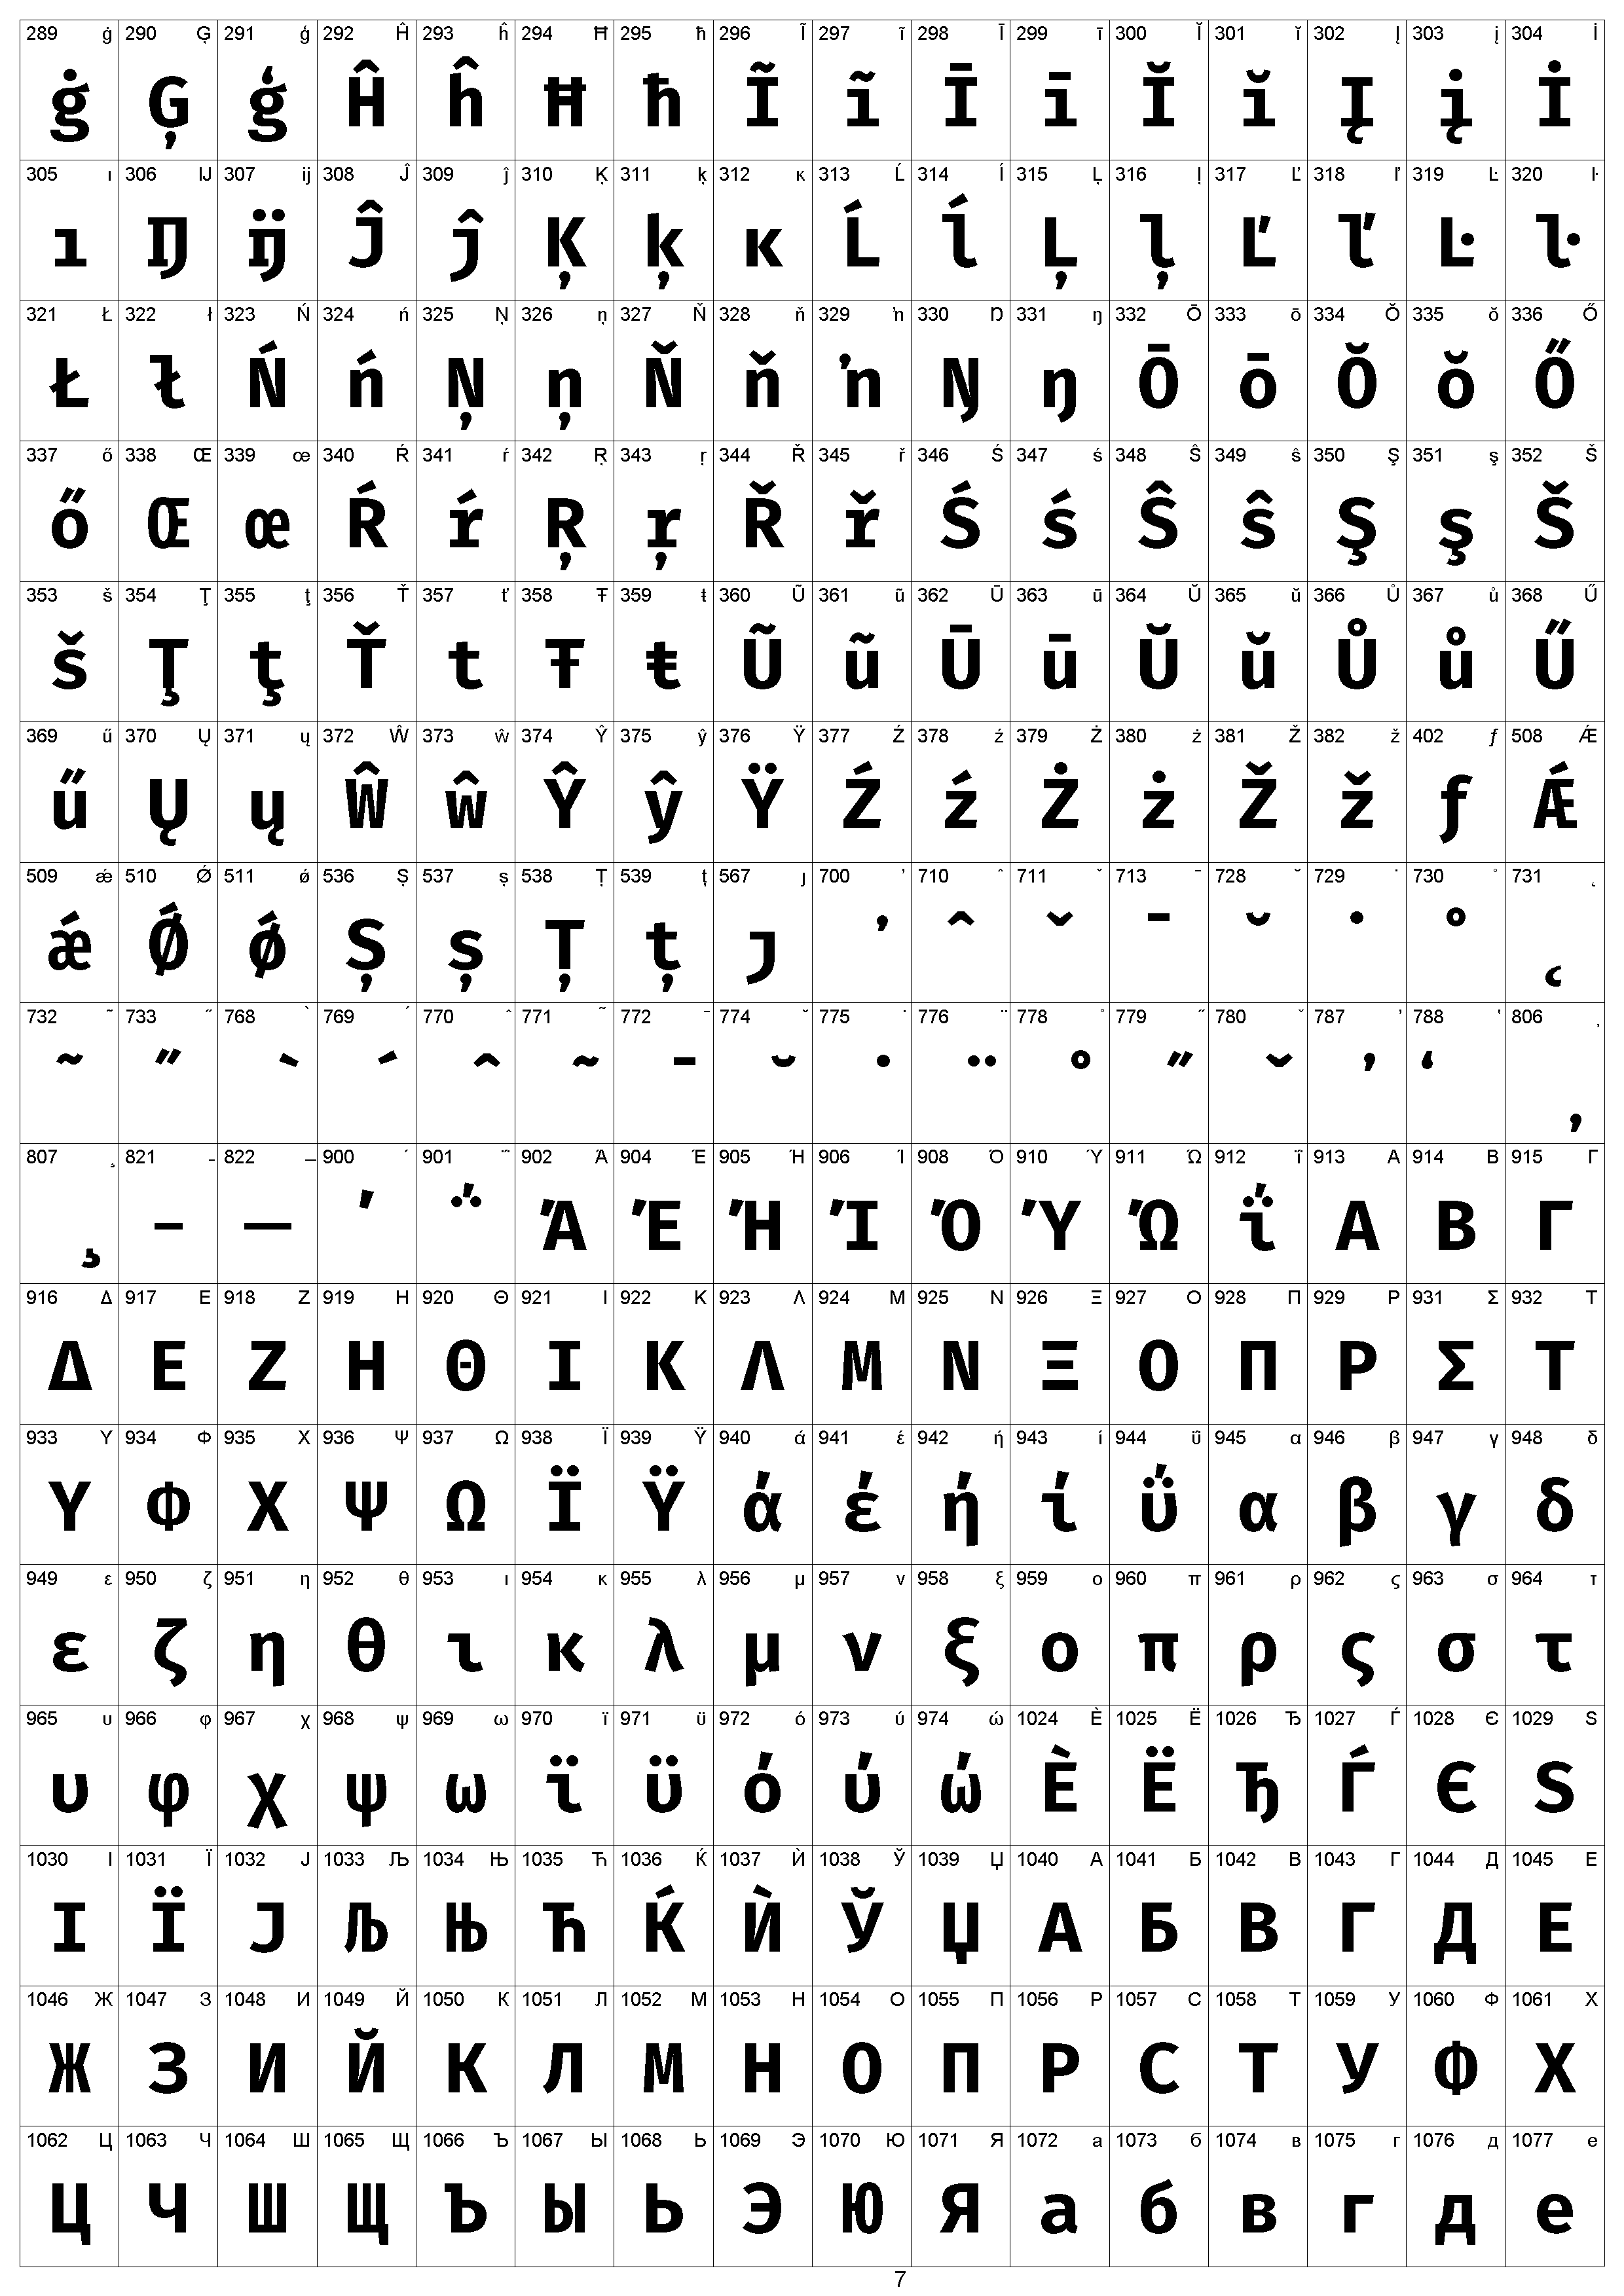 289 ġ 290 Ģ 291 ģ 292 Ĥ 293 ĥ 294 Ħ 295 ħ 296 Ĩ 297 ĩ 298 Ī 299 ī 300 Ĭ 301 ĭ 302 Į 303 į 304 İ
ġ Ģ ģ Ĥ ĥ Ħ ħ Ĩ ĩ Ī ī Ĭ ĭ Į į İ
305 ı 306 Ĳ 307 ĳ 308 Ĵ 309 ĵ 310 Ķ 311 ķ 312 ĸ 313 Ĺ 314 ĺ 315 Ļ 316 ļ 317 Ľ 318 ľ 319 Ŀ 320 ŀ
ı Ĳ ĳ Ĵ ĵ Ķ ķ ĸ Ĺ ĺ Ļ ļ Ľ ľ Ŀ ŀ
321 Ł 322 ł 323 Ń 324 ń 325 Ņ 326 ņ 327 Ň 328 ň 329 ŉ 330 Ŋ 331 ŋ 332 Ō 333 ō 334 Ŏ 335 ŏ 336 Ő
Ł ł Ń ń Ņ ņ Ň ň ŉ Ŋ ŋ Ō ō Ŏ ŏ Ő
337 ő 338 Œ 339 œ 340 Ŕ 341 ŕ 342 Ŗ 343 ŗ 344 Ř 345 ř 346 Ś 347 ś 348 Ŝ 349 ŝ 350 Ş 351 ş 352 Š
ő Œ œ Ŕ ŕ Ŗ ŗ Ř ř Ś ś Ŝ ŝ Ş ş Š
353 š 354 Ţ 355 ţ 356 Ť 357 ť 358 Ŧ 359 ŧ 360 Ũ 361 ũ 362 Ū 363 ū 364 Ŭ 365 ŭ 366 Ů 367 ů 368 Ű
š Ţ ţ Ť t Ŧ ŧ Ũ ũ Ū ū Ŭ ŭ Ů ů Ű
369 ű 370 Ų 371 ų 372 Ŵ 373 ŵ 374 Ŷ 375 ŷ 376 Ÿ 377 Ź 378 ź 379 Ż 380 ż 381 Ž 382 ž 402 ƒ 508 Ǽ
ű Ų ų Ŵ ŵ Ŷ ŷ Ÿ Ź ź Ż ż Ž ž ƒ Ǽ
509 ǽ 510 Ǿ 511 ǿ 536 Ș 537 ș 538 Ț 539 ț 567 ȷ 700 ʼ 710 ˆ 711 ˇ 713 ˉ 728 ˘ 729 ˙ 730 ˚ 731 ˛
ǽ Ǿ ǿ Ș ș Ț ț ȷ ʼ ˆ ˇ ˉ ˘ ˙ ˚ ˛
732 ˜ 733 ˝ 768 ̀ 769 ́ 770 ̂ 771 ̃ 772 ̄ 774 ̆ 775 ̇ 776 ̈ 778 ̊ 779 ̋ 780 ̌ 787 ̓ 788 ̔ 806 ̦
˜ ˝ ̀ ́ ̂ ̃ ̄ ̆ ̇ ̈ ̊ ̋ ̌ ̓ ̔ ̦
807 ̧ 821 ̵ 822 ̶ 900 ΄ 901 ΅ 902 Ά 904 Έ 905 Ή 906 Ί 908 Ό 910 Ύ 911 Ώ 912 ΐ 913 Α 914 Β 915 Γ
̧ ̵ ̶ ΄ ΅ Ά Έ Ή Ί Ό Ύ Ώ ΐ Α Β Γ
916 Δ 917 Ε 918 Ζ 919 Η 920 Θ 921 Ι 922 Κ 923 Λ 924 Μ 925 Ν 926 Ξ 927 Ο 928 Π 929 Ρ 931 Σ 932 Τ
Δ Ε Ζ Η Θ Ι Κ Λ Μ Ν Ξ Ο Π Ρ Σ Τ
933 Υ 934 Φ 935 Χ 936 Ψ 937 Ω 938 Ϊ 939 Ϋ 940 ά 941 έ 942 ή 943 ί 944 ΰ 945 α 946 β 947 γ 948 δ
Υ Φ Χ Ψ Ω Ϊ Ϋ ά έ ή ί ΰ α β γ δ
949 ε 950 ζ 951 η 952 θ 953 ι 954 κ 955 λ 956 μ 957 ν 958 ξ 959 ο 960 π 961 ρ 962 ς 963 σ 964 τ
ε ζ η θ ι κ λ μ ν ξ ο π ρ ς σ τ
965 υ 966 φ 967 χ 968 ψ 969 ω 970 ϊ 971 ϋ 972 ό 973 ύ 974 ώ 1024 Ѐ 1025 Ё 1026 Ђ 1027 Ѓ 1028 Є 1029 Ѕ
υ φ χ ψ ω ϊ ϋ ό ύ ώ Ѐ Ё Ђ Ѓ Є Ѕ
1030 І 1031 Ї 1032 Ј 1033 Љ 1034 Њ 1035 Ћ 1036 Ќ 1037 Ѝ 1038 Ў 1039 Џ 1040 А 1041 Б 1042 В 1043 Г 1044 Д 1045 Е
І Ї Ј Љ Њ Ћ Ќ Ѝ Ў Џ А Б В Г Д Е
1046 Ж 1047 З 1048 И 1049 Й 1050 К 1051 Л 1052 М 1053 Н 1054 О 1055 П 1056 Р 1057 С 1058 Т 1059 У 1060 Ф 1061 Х
Ж З И Й К Л М Н О П Р С Т У Ф Х
1062 Ц 1063 Ч 1064 Ш 1065 Щ 1066 Ъ 1067 Ы 1068 Ь 1069 Э 1070 Ю 1071 Я 1072 а 1073 б 1074 в 1075 г 1076 д 1077 е
Ц Ч Ш Щ Ъ Ы Ь Э Ю Я а б в г д е
7